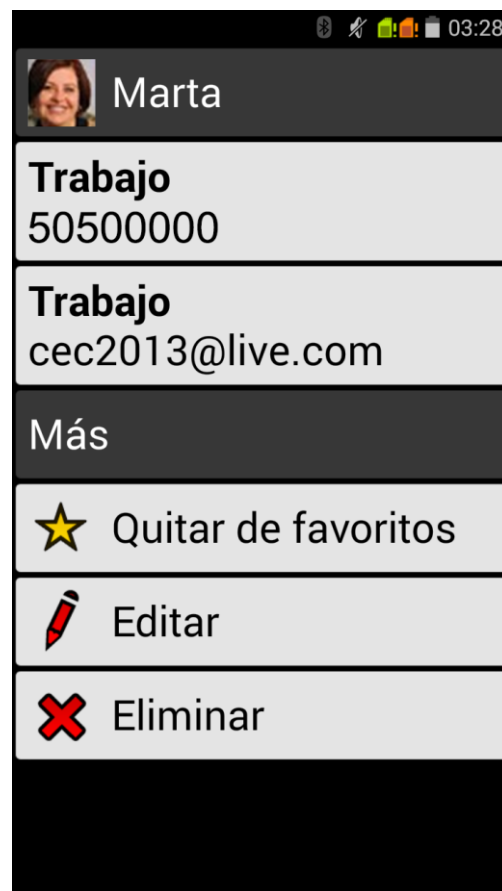 03:28
Marta
Trabajo
50500000
Trabajo
cec2013@live.com
Más
Quitar de favoritos
Editar
Eliminar